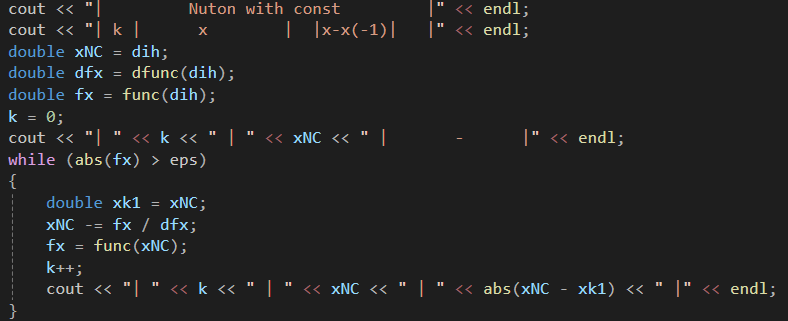 cout << "|         Nuton with const         |" << endl;
cout << "| k |      x        |  |x-x(-1)|   |" << endl;
double xNC = dih;
double dfx = dfunc(dih);
double fx = func(dih);
k = 0;
cout << "| " << k << " | " << xNC << " |       -      |" << endl;
while (abs(fx) > eps)
{
    double xk1 = xNC;
    xNC -= fx / dfx;
    fx = func(xNC);
    k++;
    cout << "| " << k << " | " << xNC << " | " << abs(xNC - xk1) << " |" << endl;
}